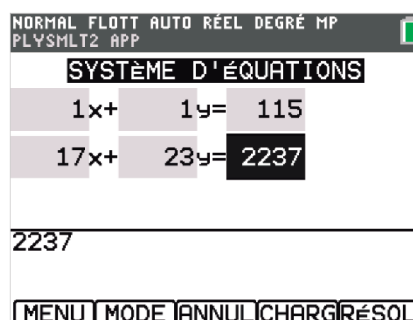 NORMAL FLOTT AUTO RÉEL DEGRÉ MP
PLYSMLT2 APP
SYSTÈME D'ÉQUATIONS
1x+ 1y= 115
17x+ 23y= 2237
2237
MENU MODE ANNUL CHARG RÉSOL